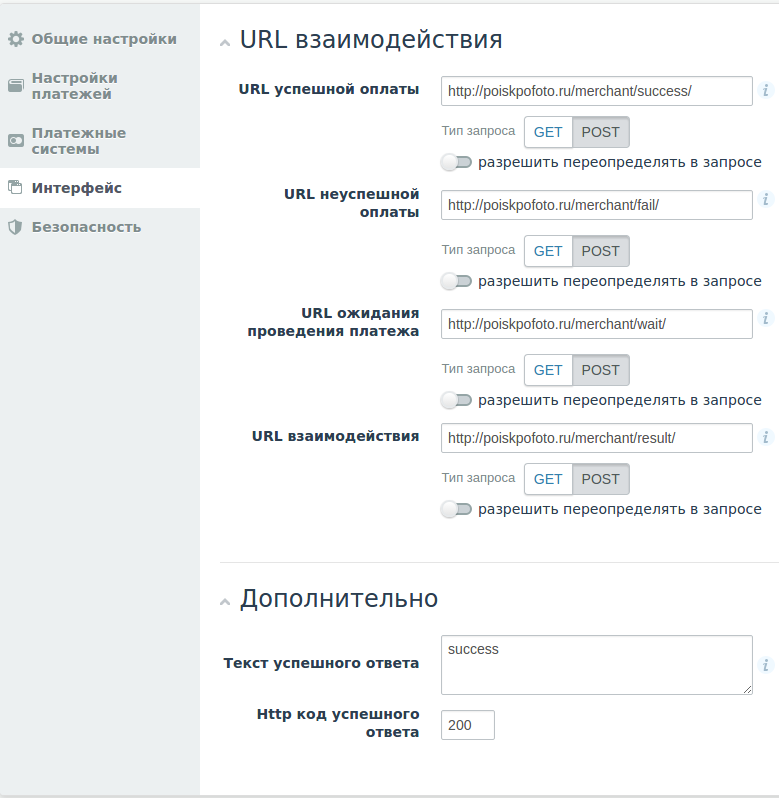 Общие настройки
Настройки
платежей
Платежные
системы
Интерфейс
Безопасность
URL взаимодействия
URL успешной оплаты
http://poiskpofoto.ru/merchant/success/
Тип запроса GET POST
разрешить переопределять в запросе
URL неуспешной
оплаты
http://poiskpofoto.ru/merchant/fail/
Тип запроса GET POST
разрешить переопределять в запросе
URL ожидания
проведения платежа
http://poiskpofoto.ru/merchant/wait/
Тип запроса GET POST
разрешить переопределять в запросе
URL взаимодействия
http://poiskpofoto.ru/merchant/result/
Тип запроса GET POST
разрешить переопределять в запросе
Дополнительно
Текст успешного ответа
success
Http код успешного
ответа
200